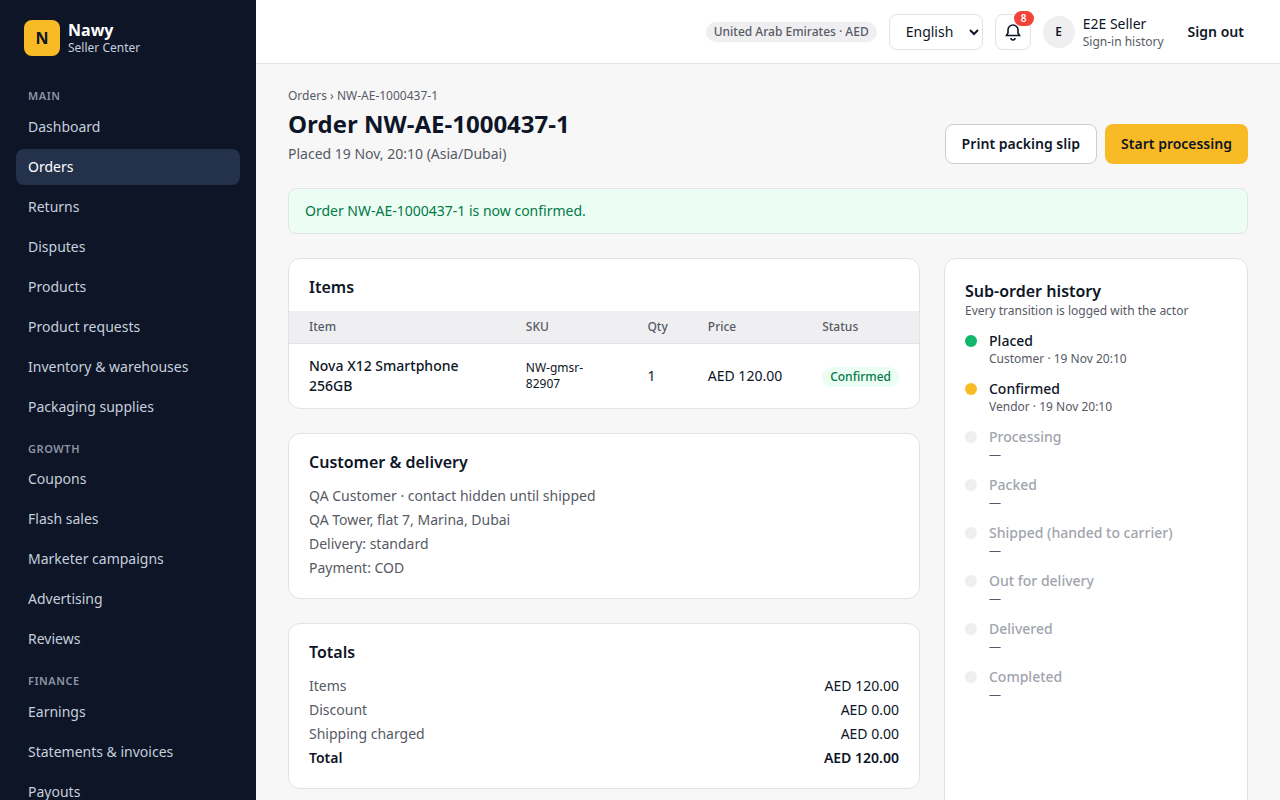 N
Nawy
Seller Center
MAIN
Dashboard
Orders
Returns
Disputes
Products
Product requests
Inventory & warehouses
Packaging supplies
GROWTH
Coupons
Flash sales
Marketer campaigns
Advertising
Reviews
FINANCE
Earnings
Statements & invoices
Payouts
United Arab Emirates · AED
English
8
E
E2E Seller
Sign-in history
Sign out
Orders › NW-AE-1000437-1
Order NW-AE-1000437-1
Placed 19 Nov, 20:10 (Asia/Dubai)
Print packing slip
Start processing
Order NW-AE-1000437-1 is now confirmed.
Items
Item SKU Qty Price Status
Nova X12 Smartphone 256GB
NW-gmsr-82907
1
AED 120.00
Confirmed
Customer & delivery
QA Customer · contact hidden until shipped
QA Tower, flat 7, Marina, Dubai
Delivery: standard
Payment: COD
Totals
Items AED 120.00
Discount AED 0.00
Shipping charged AED 0.00
Total AED 120.00
Sub-order history
Every transition is logged with the actor
Placed
Customer · 19 Nov 20:10
Confirmed
Vendor · 19 Nov 20:10
Processing
—
Packed
—
Shipped (handed to carrier)
—
Out for delivery
—
Delivered
—
Completed
—